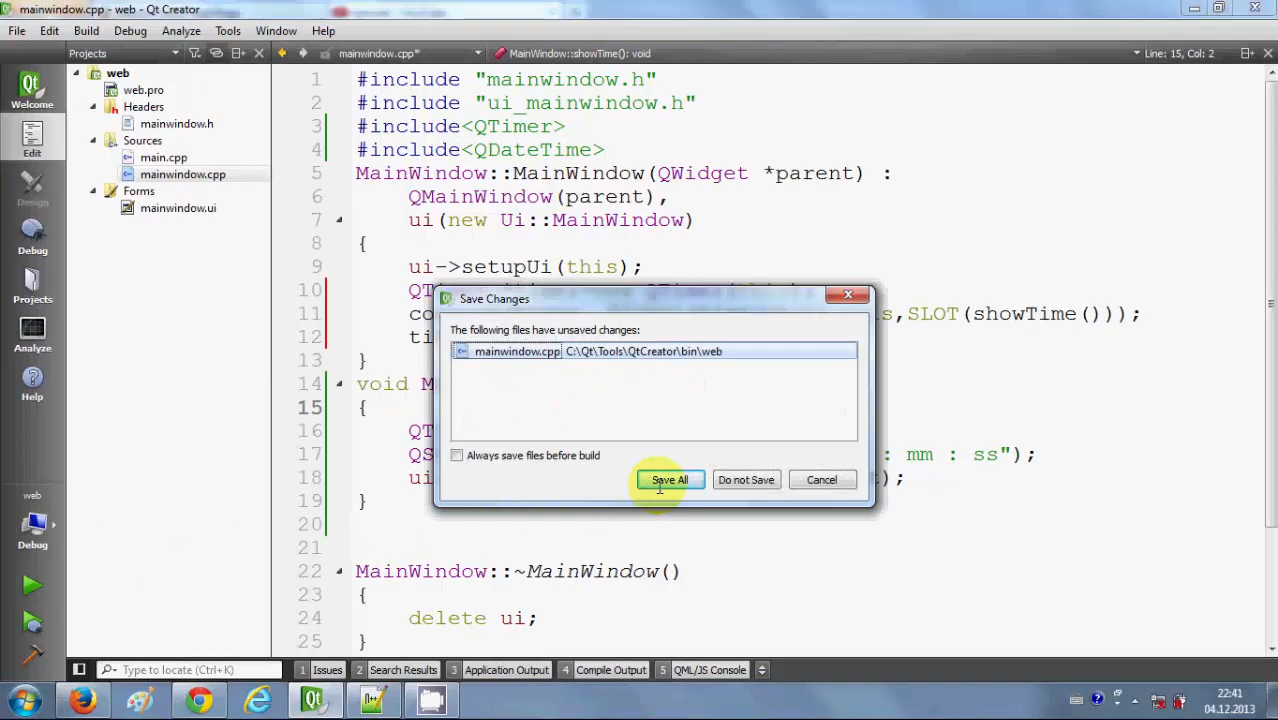 mainwindow.cpp - web - Qt Creator
File Edit Build Debug Analyze Tools Window Help
Projects mainwindow.cpp* MainWindow::showTime(): void Line: 15, Col: 2
Welcome
Edit
Design
Debug
Projects
Analyze
Help
web
Debug
web
web.pro
Headers
mainwindow.h
Sources
main.cpp
mainwindow.cpp
Forms
mainwindow.ui
1 #include "mainwindow.h"
2 #include "ui_mainwindow.h"
3 #include<QTimer>
4 #include<QDateTime>
5 MainWindow::MainWindow(QWidget *parent) :
6 QMainWindow(parent),
7 ui(new Ui::MainWindow)
8 {
9 ui->setupUi(this);
10 QT
11 co s,SLOT(showTime()));
12 ti
13 }
14 void M
15 {
16 QT
17 QS : mm : ss");
18 ui );
19 }
20
21
22 MainWindow::~MainWindow()
23 {
24 delete ui;
25 }
Save Changes
The following files have unsaved changes:
mainwindow.cpp C:\Qt\Tools\QtCreator\bin\web
Always save files before build
Save All Do not Save Cancel
Type to locate (Ctrl+K) 1 Issues 2 Search Results 3 Application Output 4 Compile Output 5 QML/JS Console
22:41
04.12.2013